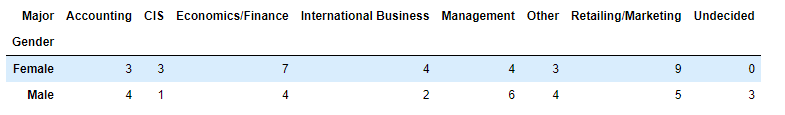 Major Accounting CIS Economics/Finance International Business Management Other Retailing/Marketing Undecided
Gender
Female 3 3 7 4 4 3 9 0
Male 4 1 4 2 6 4 5 3